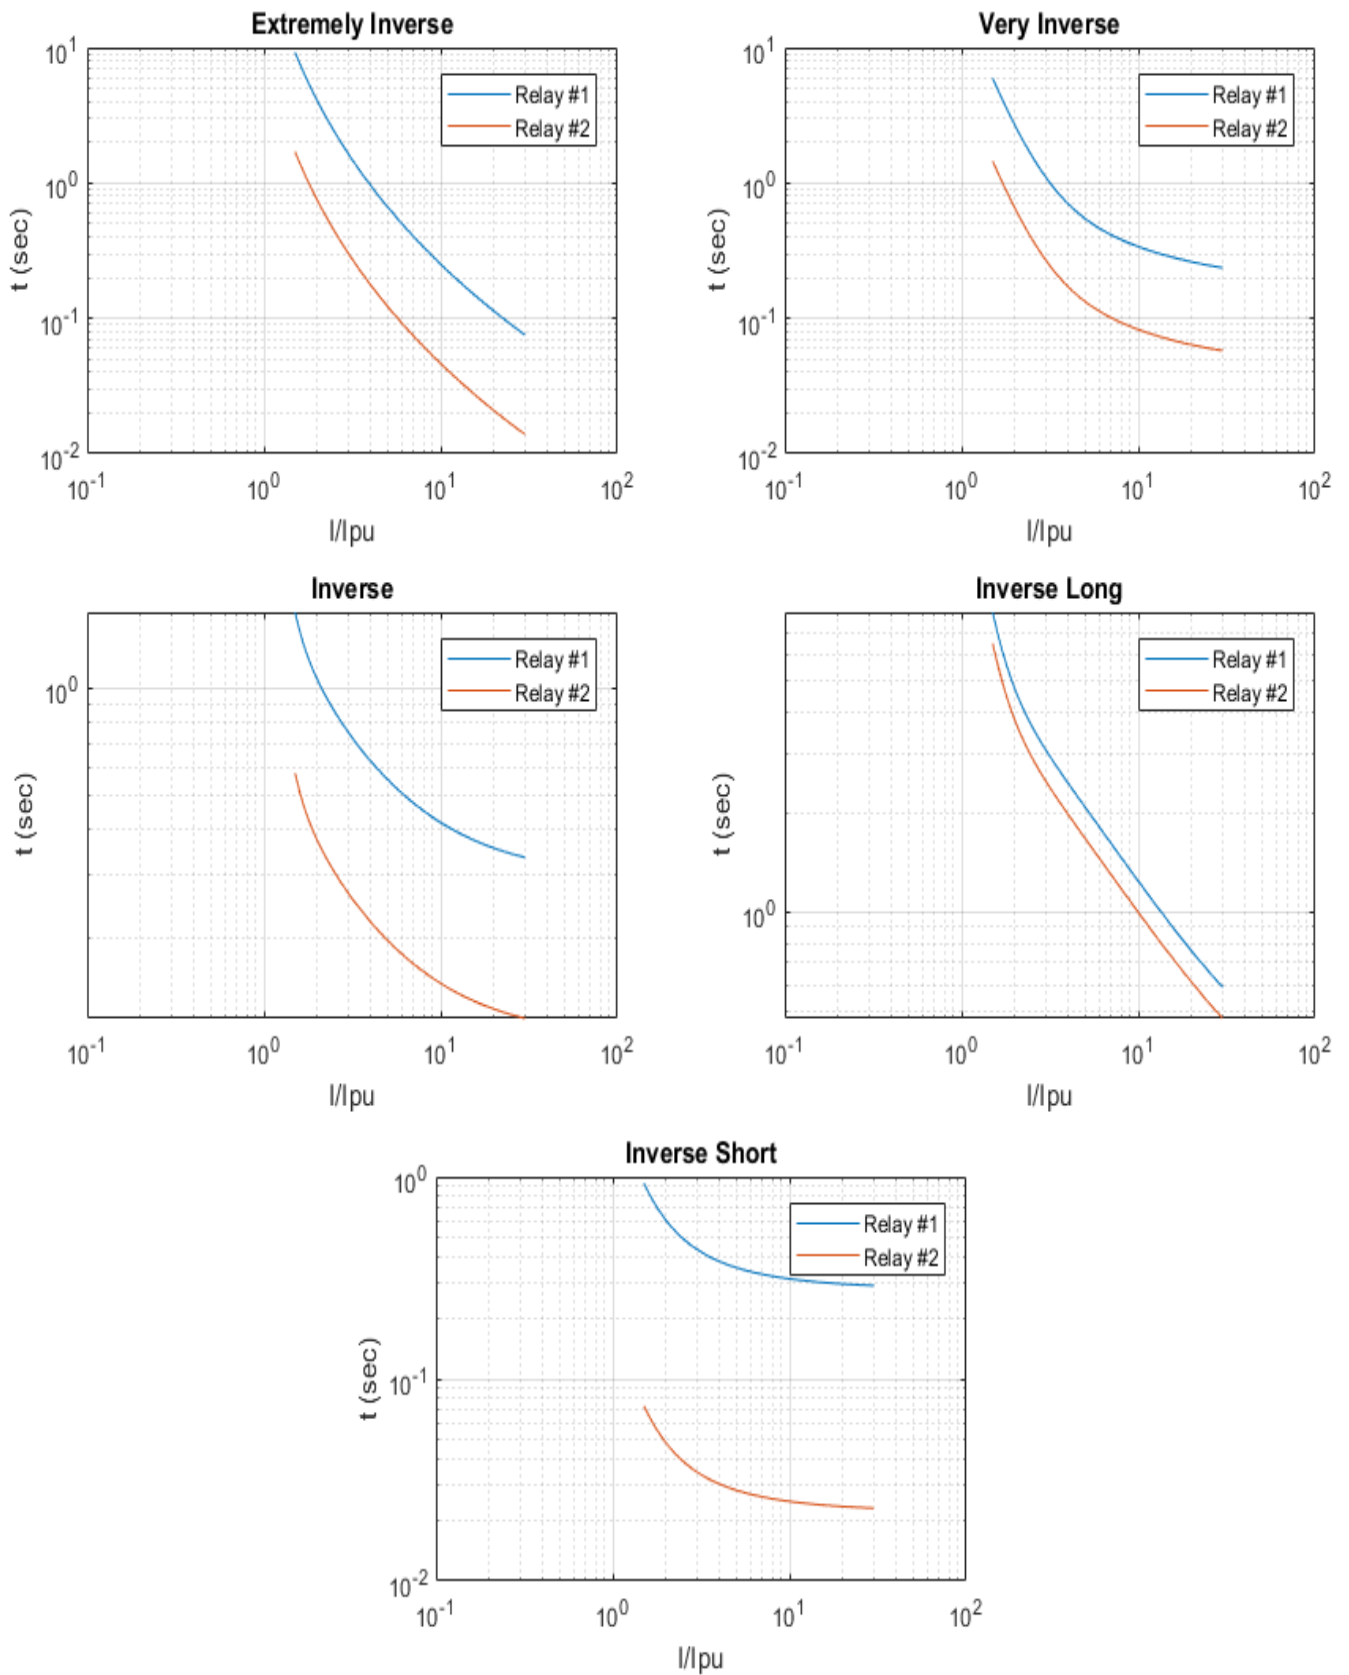 Extremely Inverse
10^1
10^0
10^-1
10^-2
t (sec)
Relay #1
Relay #2
10^-1 10^0 10^1 10^2
I/Ipu
Very Inverse
10^1
10^0
10^-1
10^-2
t (sec)
Relay #1
Relay #2
10^-1 10^0 10^1 10^2
I/Ipu
Inverse
10^0
t (sec)
Relay #1
Relay #2
10^-1 10^0 10^1 10^2
I/Ipu
Inverse Long
10^0
t (sec)
Relay #1
Relay #2
10^-1 10^0 10^1 10^2
I/Ipu
Inverse Short
10^0
10^-1
10^-2
t (sec)
Relay #1
Relay #2
10^-1 10^0 10^1 10^2
I/Ipu